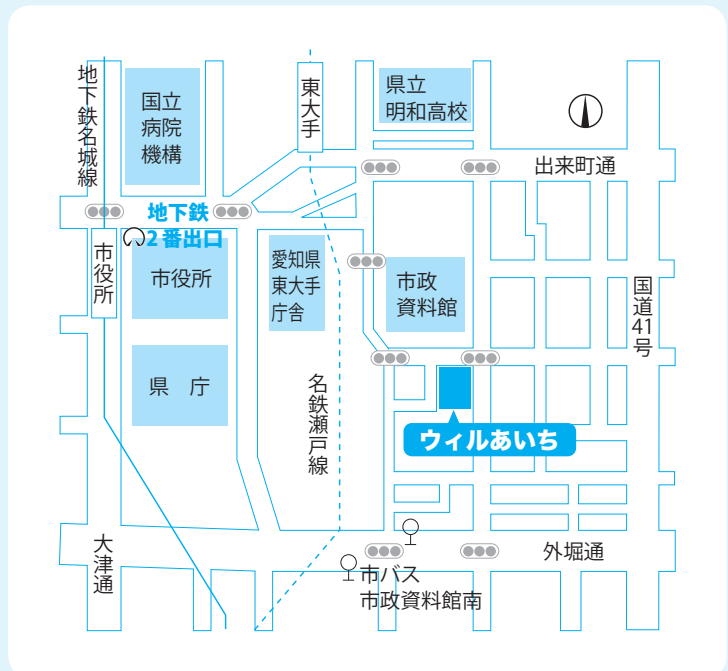 地下鉄名城線
国立
病院
機構
東大手
県立
明和高校
出来町通
地下鉄
2番出口
市役所
市役所
愛知県
東大手
庁舎
市政
資料館
国道41号
県　庁
名鉄瀬戸線
ウィルあいち
大津通
外堀通
市バス
市政資料館南